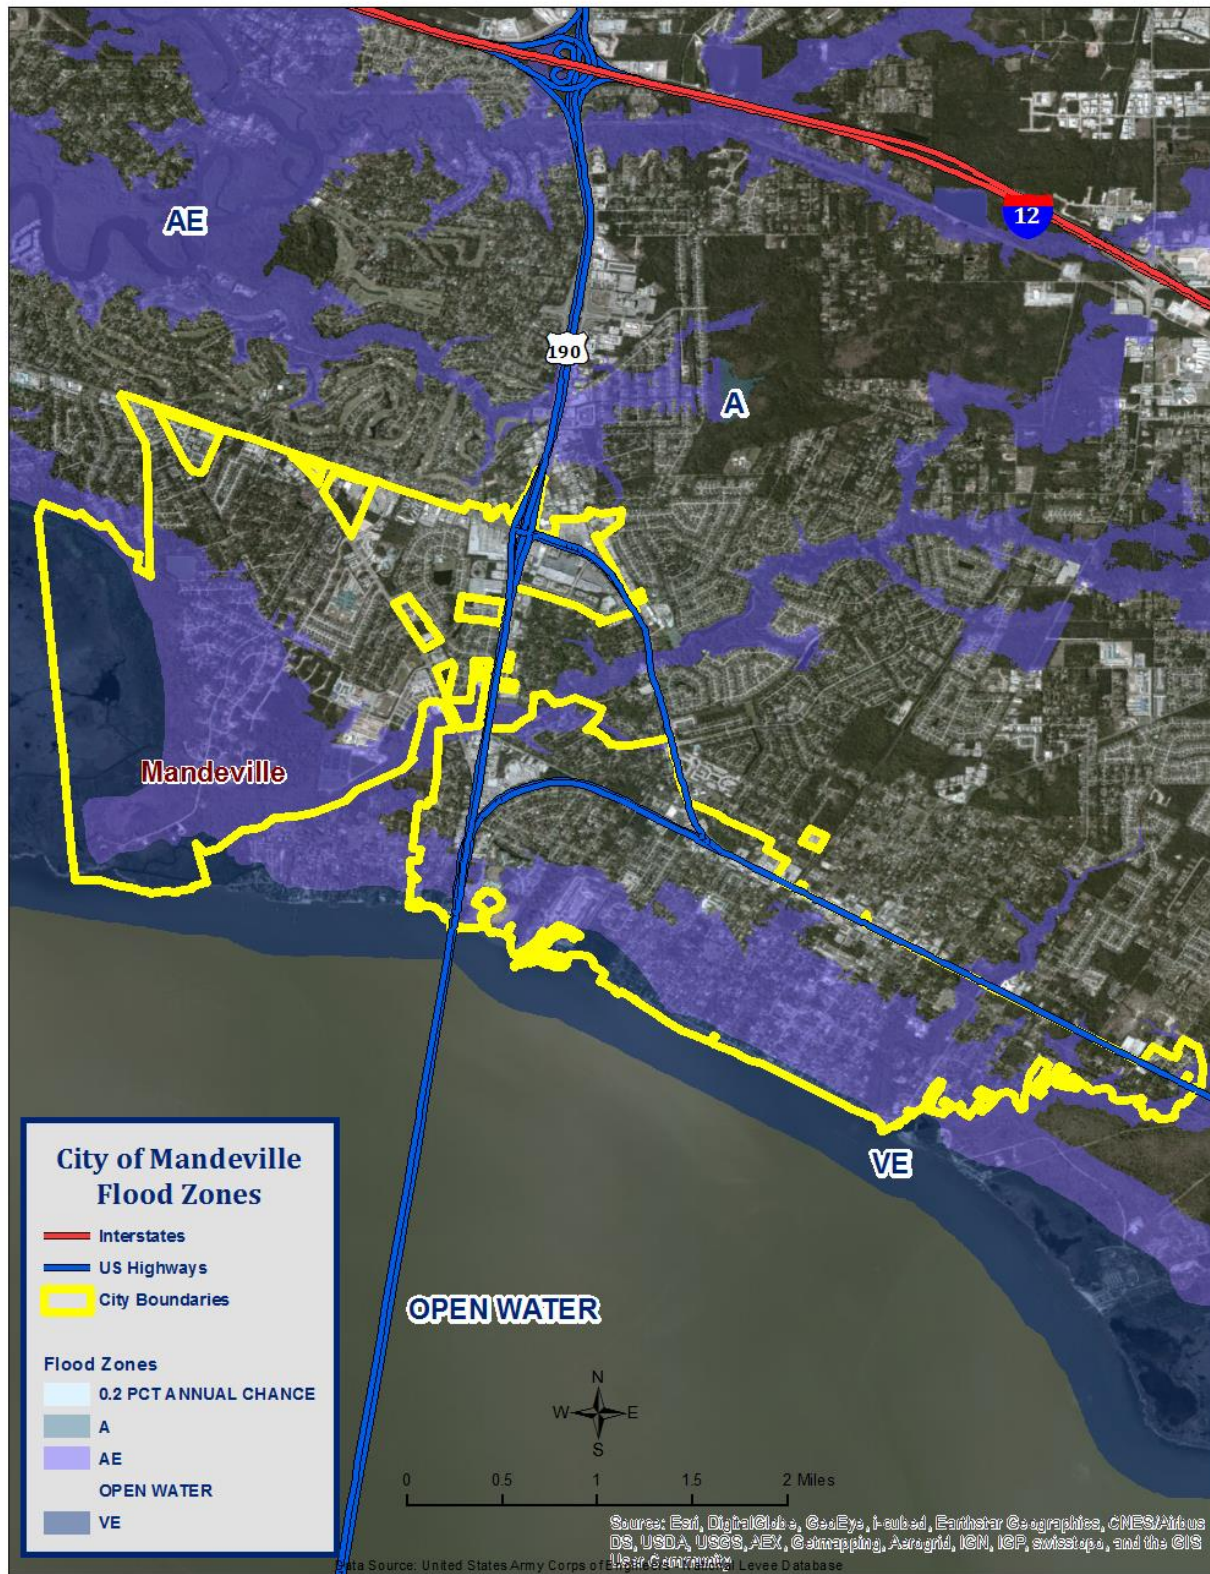 12
AE
190
A
Mandeville
VE
OPEN WATER
City of Mandeville
Flood Zones
Interstates
US Highways
City Boundaries
Flood Zones
0.2 PCT ANNUAL CHANCE
A
AE
OPEN WATER
VE
N
W E
S
0 0.5 1 1.5 2 Miles
Source: Esri, DigitalGlobe, GeoEye, i-cubed, Earthstar Geographics, CNES/Airbus
DS, USDA, USGS, AEX, Getmapping, Aerogrid, IGN, IGP, swisstopo, and the GIS
User Community
Data Source: United States Army Corps of Engineers - National Levee Database